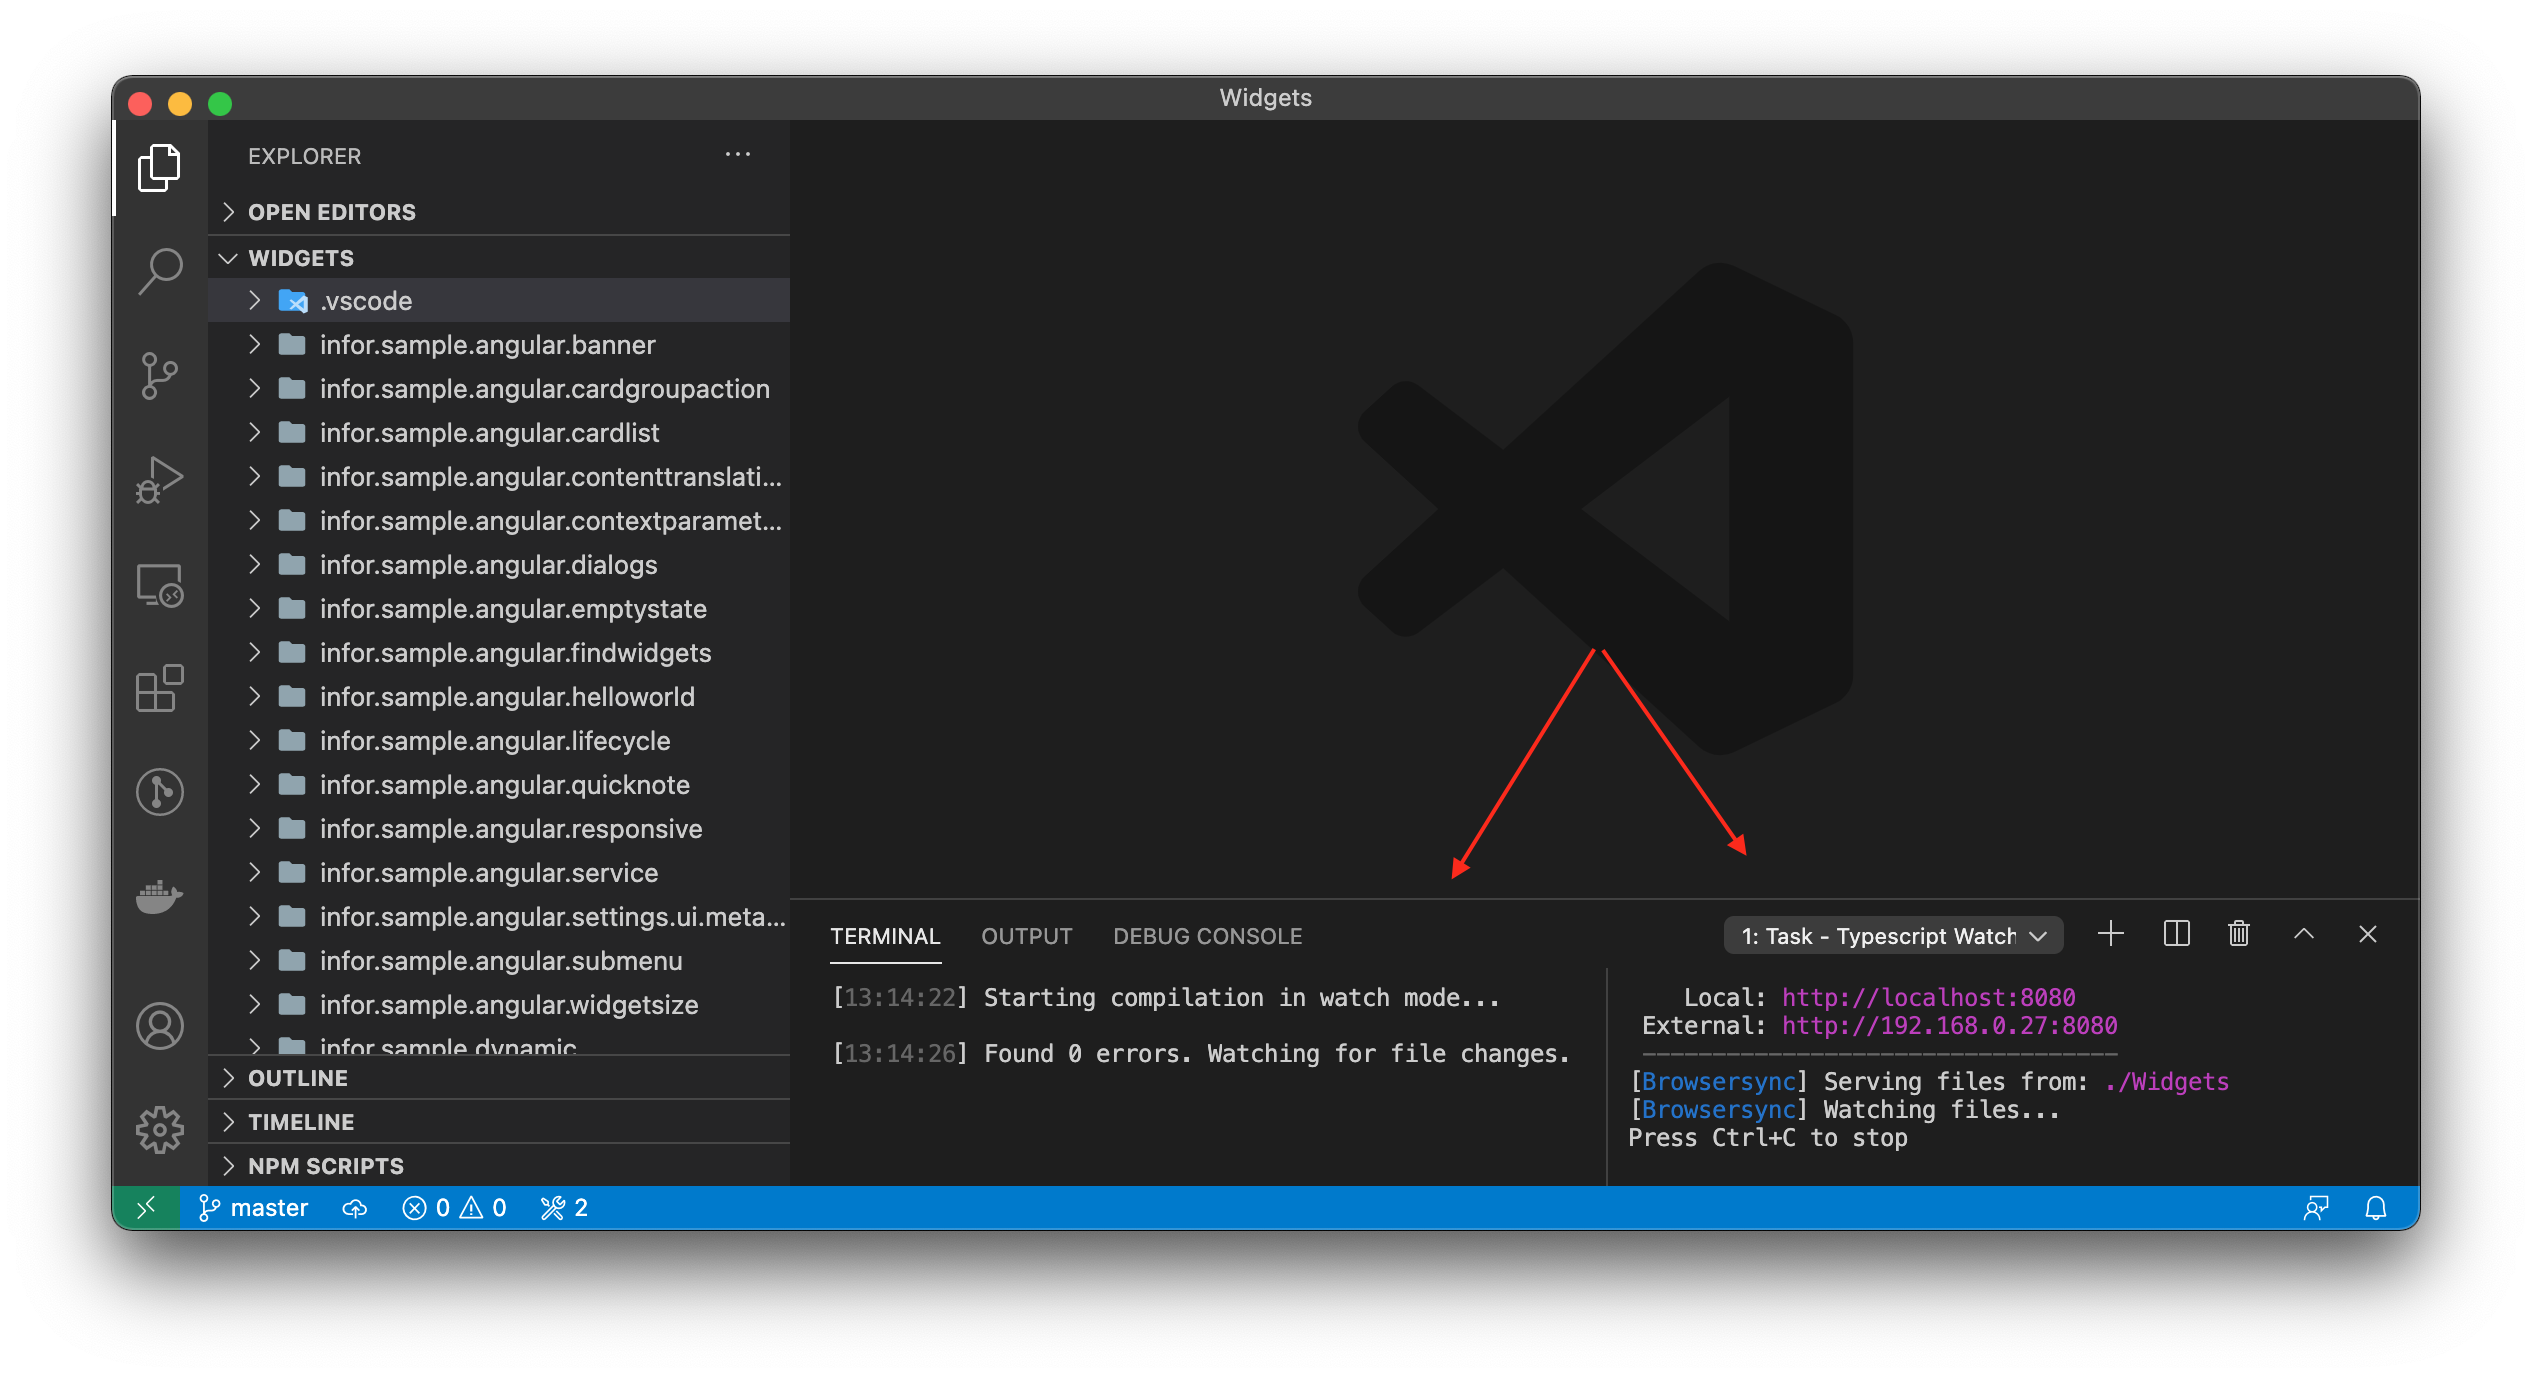 Widgets
EXPLORER
OPEN EDITORS
WIDGETS
.vscode
infor.sample.angular.banner
infor.sample.angular.cardgroupaction
infor.sample.angular.cardlist
infor.sample.angular.contenttranslati...
infor.sample.angular.contextparamet...
infor.sample.angular.dialogs
infor.sample.angular.emptystate
infor.sample.angular.findwidgets
infor.sample.angular.helloworld
infor.sample.angular.lifecycle
infor.sample.angular.quicknote
infor.sample.angular.responsive
infor.sample.angular.service
infor.sample.angular.settings.ui.meta...
infor.sample.angular.submenu
infor.sample.angular.widgetsize
infor.sample.dynamic
OUTLINE
TIMELINE
NPM SCRIPTS
TERMINAL OUTPUT DEBUG CONSOLE
1: Task - Typescript Watch
[13:14:22] Starting compilation in watch mode...
[13:14:26] Found 0 errors. Watching for file changes.
Local: http://localhost:8080
External: http://192.168.0.27:8080
----------------------------------
[Browsersync] Serving files from: ./Widgets
[Browsersync] Watching files...
Press Ctrl+C to stop
master 0 0 2